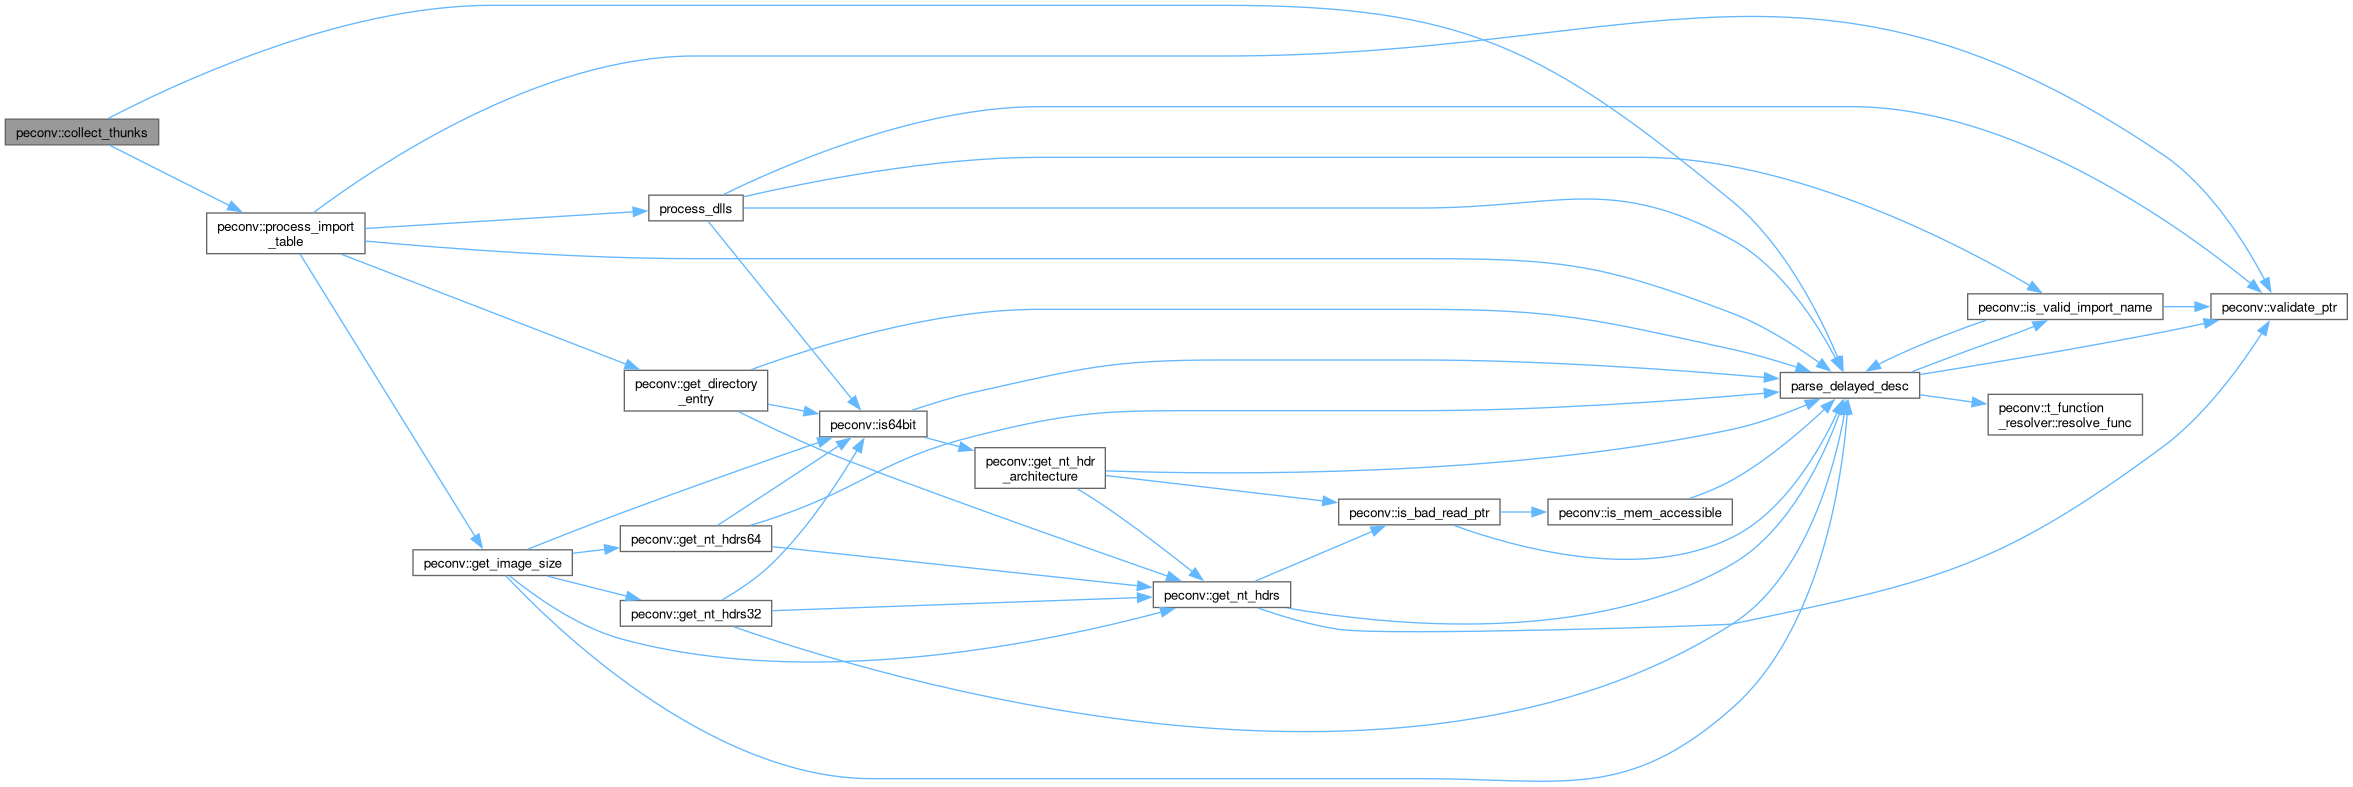 peconv::collect_thunks
peconv::process_import
_table
process_dlls
peconv::get_directory
_entry
peconv::get_image_size
peconv::get_nt_hdrs64
peconv::get_nt_hdrs32
peconv::is64bit
peconv::get_nt_hdr
_architecture
peconv::get_nt_hdrs
peconv::is_bad_read_ptr
peconv::is_mem_accessible
parse_delayed_desc
peconv::is_valid_import_name
peconv::t_function
_resolver::resolve_func
peconv::validate_ptr